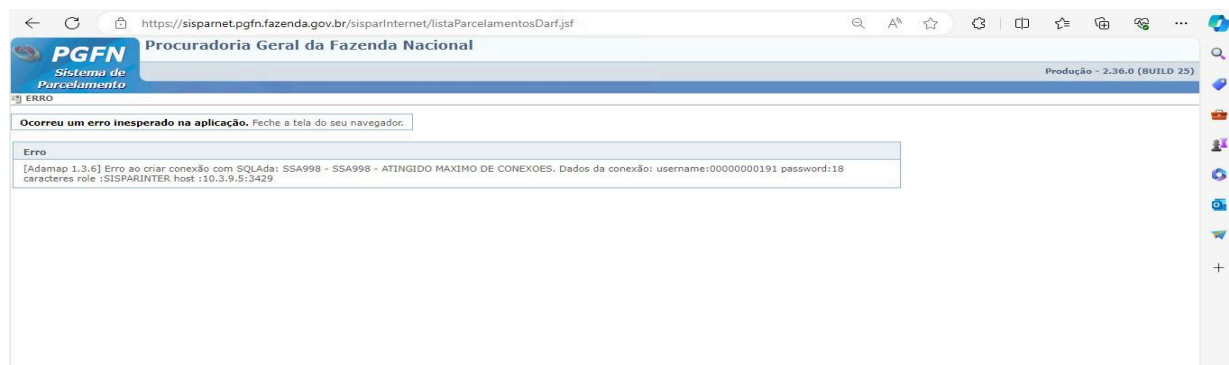 https://sisparnet.pgfn.fazenda.gov.br/sisparInternet/listaParcelamentosDarf.jsf
PGFN
Sistema de
Parcelamento
Procuradoria Geral da Fazenda Nacional
Produção - 2.36.0 (BUILD 25)
ERRO
Ocorreu um erro inesperado na aplicação. Feche a tela do seu navegador.
Erro
[Adamap 1.3.6] Erro ao criar conexão com SQLAda: SSA998 - SSA998 - ATINGIDO MAXIMO DE CONEXOES. Dados da conexão: username:00000000191 password:18
caracteres role :SISPARINTER host :10.3.9.5:3429